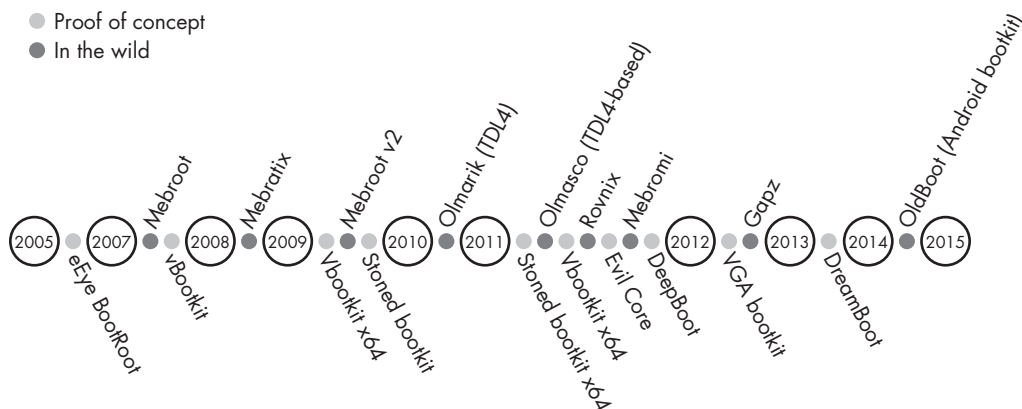 Proof of concept
In the wild
2005
eEye BootRoot
2007
Mebroot
vBootkit
2008
Mebratix
2009
Vbootkit x64
Mebroot v2
Stoned bootkit
2010
Olmarik (TDL4)
2011
Stoned bootkit x64
Olmasco (TDL4-based)
Vbootkit x64
Rovnix
Evil Core
Mebromi
DeepBoot
2012
VGA bootkit
Gapz
2013
DreamBoot
2014
OldBoot (Android bootkit)
2015